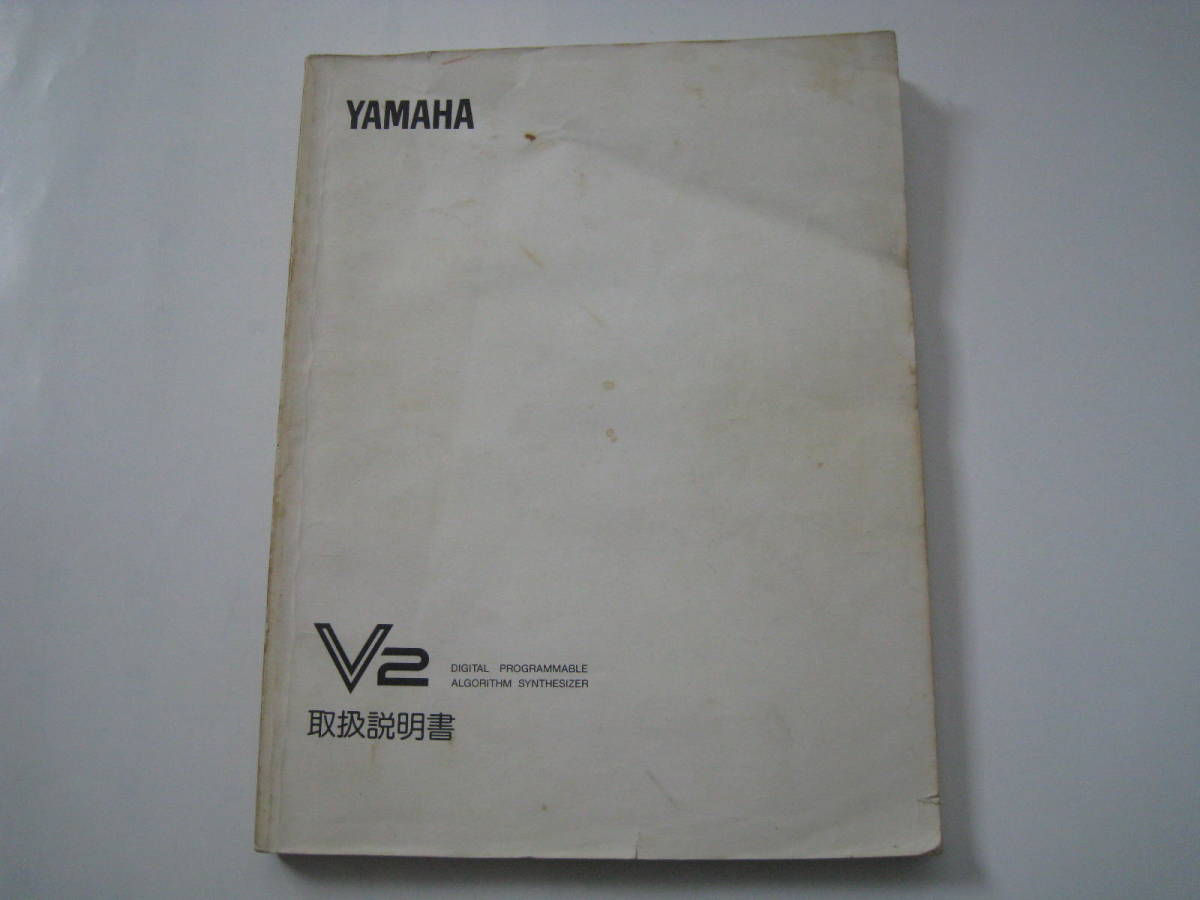 YAMAHA
V2
DIGITAL PROGRAMMABLE
ALGORITHM SYNTHESIZER
取扱説明書